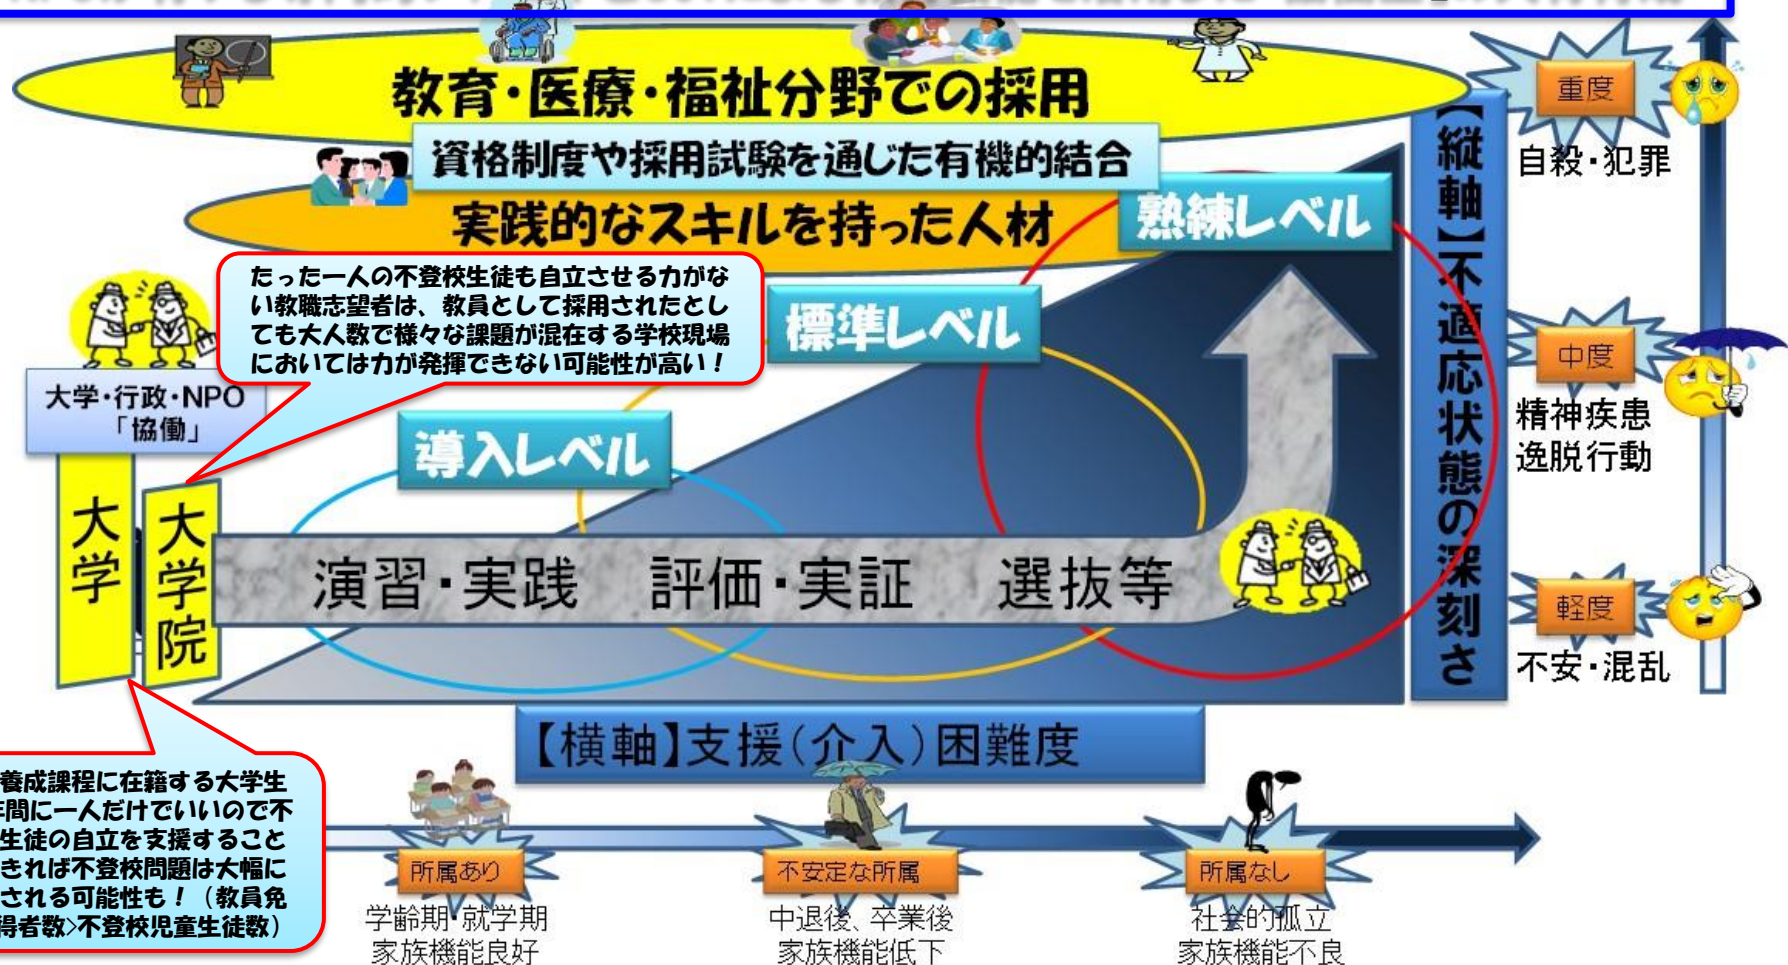 教育・医療・福祉分野での採用
資格制度や採用試験を通じた有機的結合
実践的なスキルを持った人材
熟練レベル
標準レベル
導入レベル
たった一人の不登校生徒も自立させる力がな
い教職志望者は、教員として採用されたとし
ても大人数で様々な課題が混在する学校現場
においては力が発揮できない可能性が高い！
大学・行政・NPO
「協働」
大学
大学院
演習・実践　評価・実証　選抜等
【縦軸】不適応状態の深刻さ
重度
自殺・犯罪
中度
精神疾患
逸脱行動
軽度
不安・混乱
【横軸】支援（介入）困難度
養成課程に在籍する大学生
間に一人だけでいいので不
生徒の自立を支援すること
きれば不登校問題は大幅に
される可能性も！（教員免
得者数>不登校児童生徒数）
所属あり
学齢期・就学期
家族機能良好
不安定な所属
中退後、卒業後
家族機能低下
所属なし
社会的孤立
家族機能不良